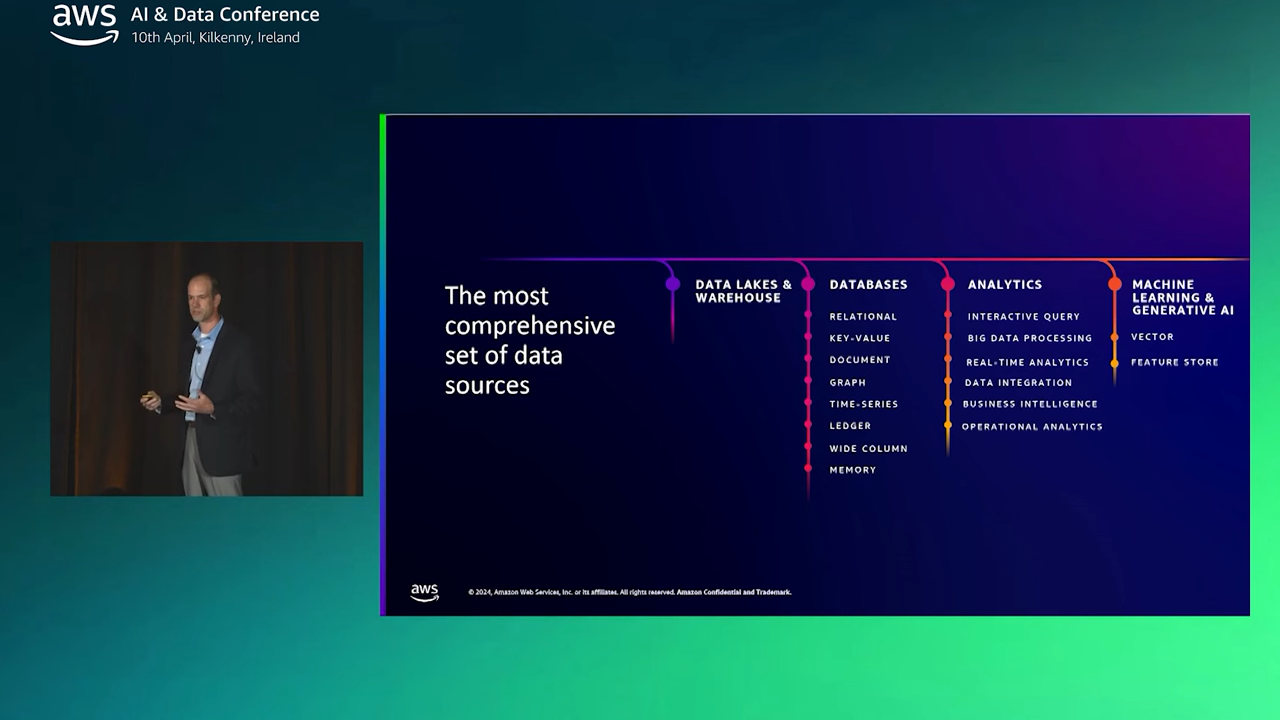 aws
AI & Data Conference
10th April, Kilkenny, Ireland
The most
comprehensive
set of data
sources
DATA LAKES &
WAREHOUSE
DATABASES
RELATIONAL
KEY-VALUE
DOCUMENT
GRAPH
TIME-SERIES
LEDGER
WIDE COLUMN
MEMORY
ANALYTICS
INTERACTIVE QUERY
BIG DATA PROCESSING
REAL-TIME ANALYTICS
DATA INTEGRATION
BUSINESS INTELLIGENCE
OPERATIONAL ANALYTICS
MACHINE
LEARNING &
GENERATIVE AI
VECTOR
FEATURE STORE
aws
© 2024, Amazon Web Services, Inc. or its affiliates. All rights reserved. Amazon Confidential and Trademark.